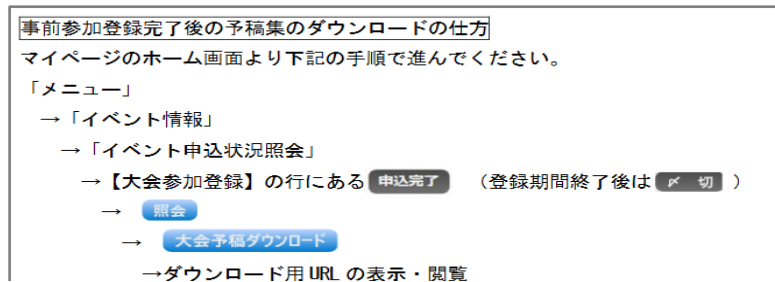 事前参加登録完了後の予稿集のダウンロードの仕方
マイページのホーム画面より下記の手順で進んでください。
「メニュー」
→「イベント情報」
→「イベント申込状況照会」
→【大会参加登録】の行にある 申込完了 （登録期間終了後は 〆 切 ）
→ 照会
→ 大会予稿ダウンロード
→ダウンロード用 URL の表示・閲覧